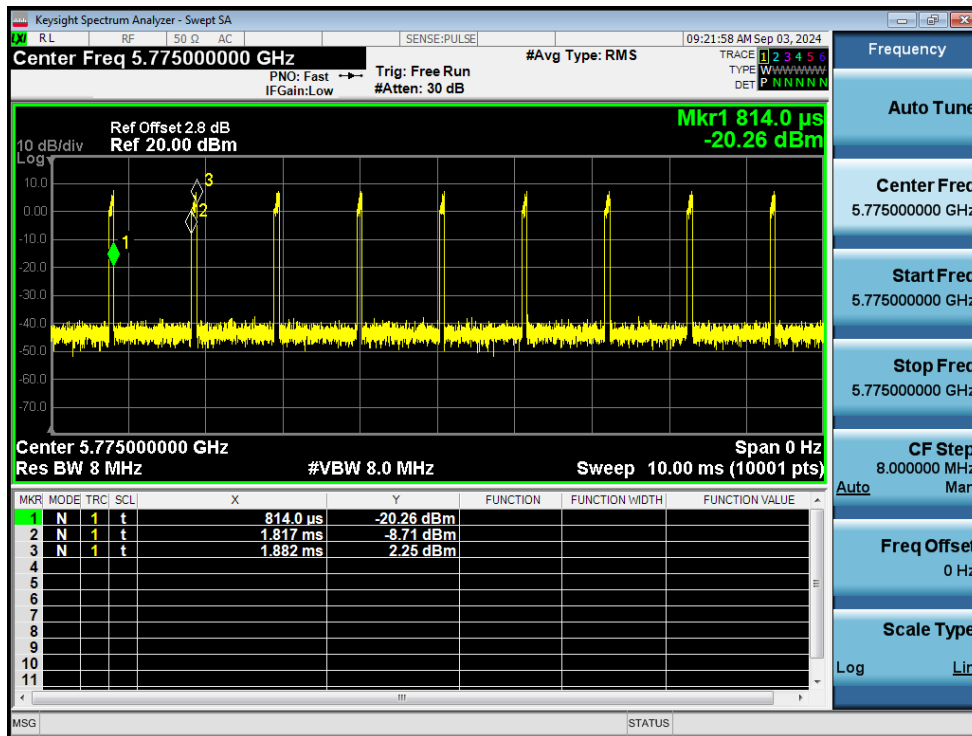 Keysight Spectrum Analyzer - Swept SA
LXI RL RF 50 Ω AC SENSE:PULSE 09:21:58 AM Sep 03, 2024
Center Freq 5.775000000 GHz
PNO: Fast
IFGain:Low
Trig: Free Run
#Atten: 30 dB
#Avg Type: RMS
TRACE 1 2 3 4 5 6
TYPE WWWWWW
DET P N N N N N
Mkr1 814.0 µs
-20.26 dBm
Ref Offset 2.8 dB
Ref 20.00 dBm
10 dB/div
Log
10.0
0.00
-10.0
-20.0
-30.0
-40.0
-50.0
-60.0
-70.0
1
2
3
Center 5.775000000 GHz Span 0 Hz
Res BW 8 MHz #VBW 8.0 MHz Sweep 10.00 ms (10001 pts)
MKR MODE TRC SCL X Y FUNCTION FUNCTION WIDTH FUNCTION VALUE
1 N 1 t 814.0 µs -20.26 dBm
2 N 1 t 1.817 ms -8.71 dBm
3 N 1 t 1.882 ms 2.25 dBm
4
5
6
7
8
9
10
11
MSG STATUS
Frequency
Auto Tune
Center Freq
5.775000000 GHz
Start Freq
5.775000000 GHz
Stop Freq
5.775000000 GHz
CF Step
8.000000 MHz
Auto Man
Freq Offset
0 Hz
Scale Type
Log Lin